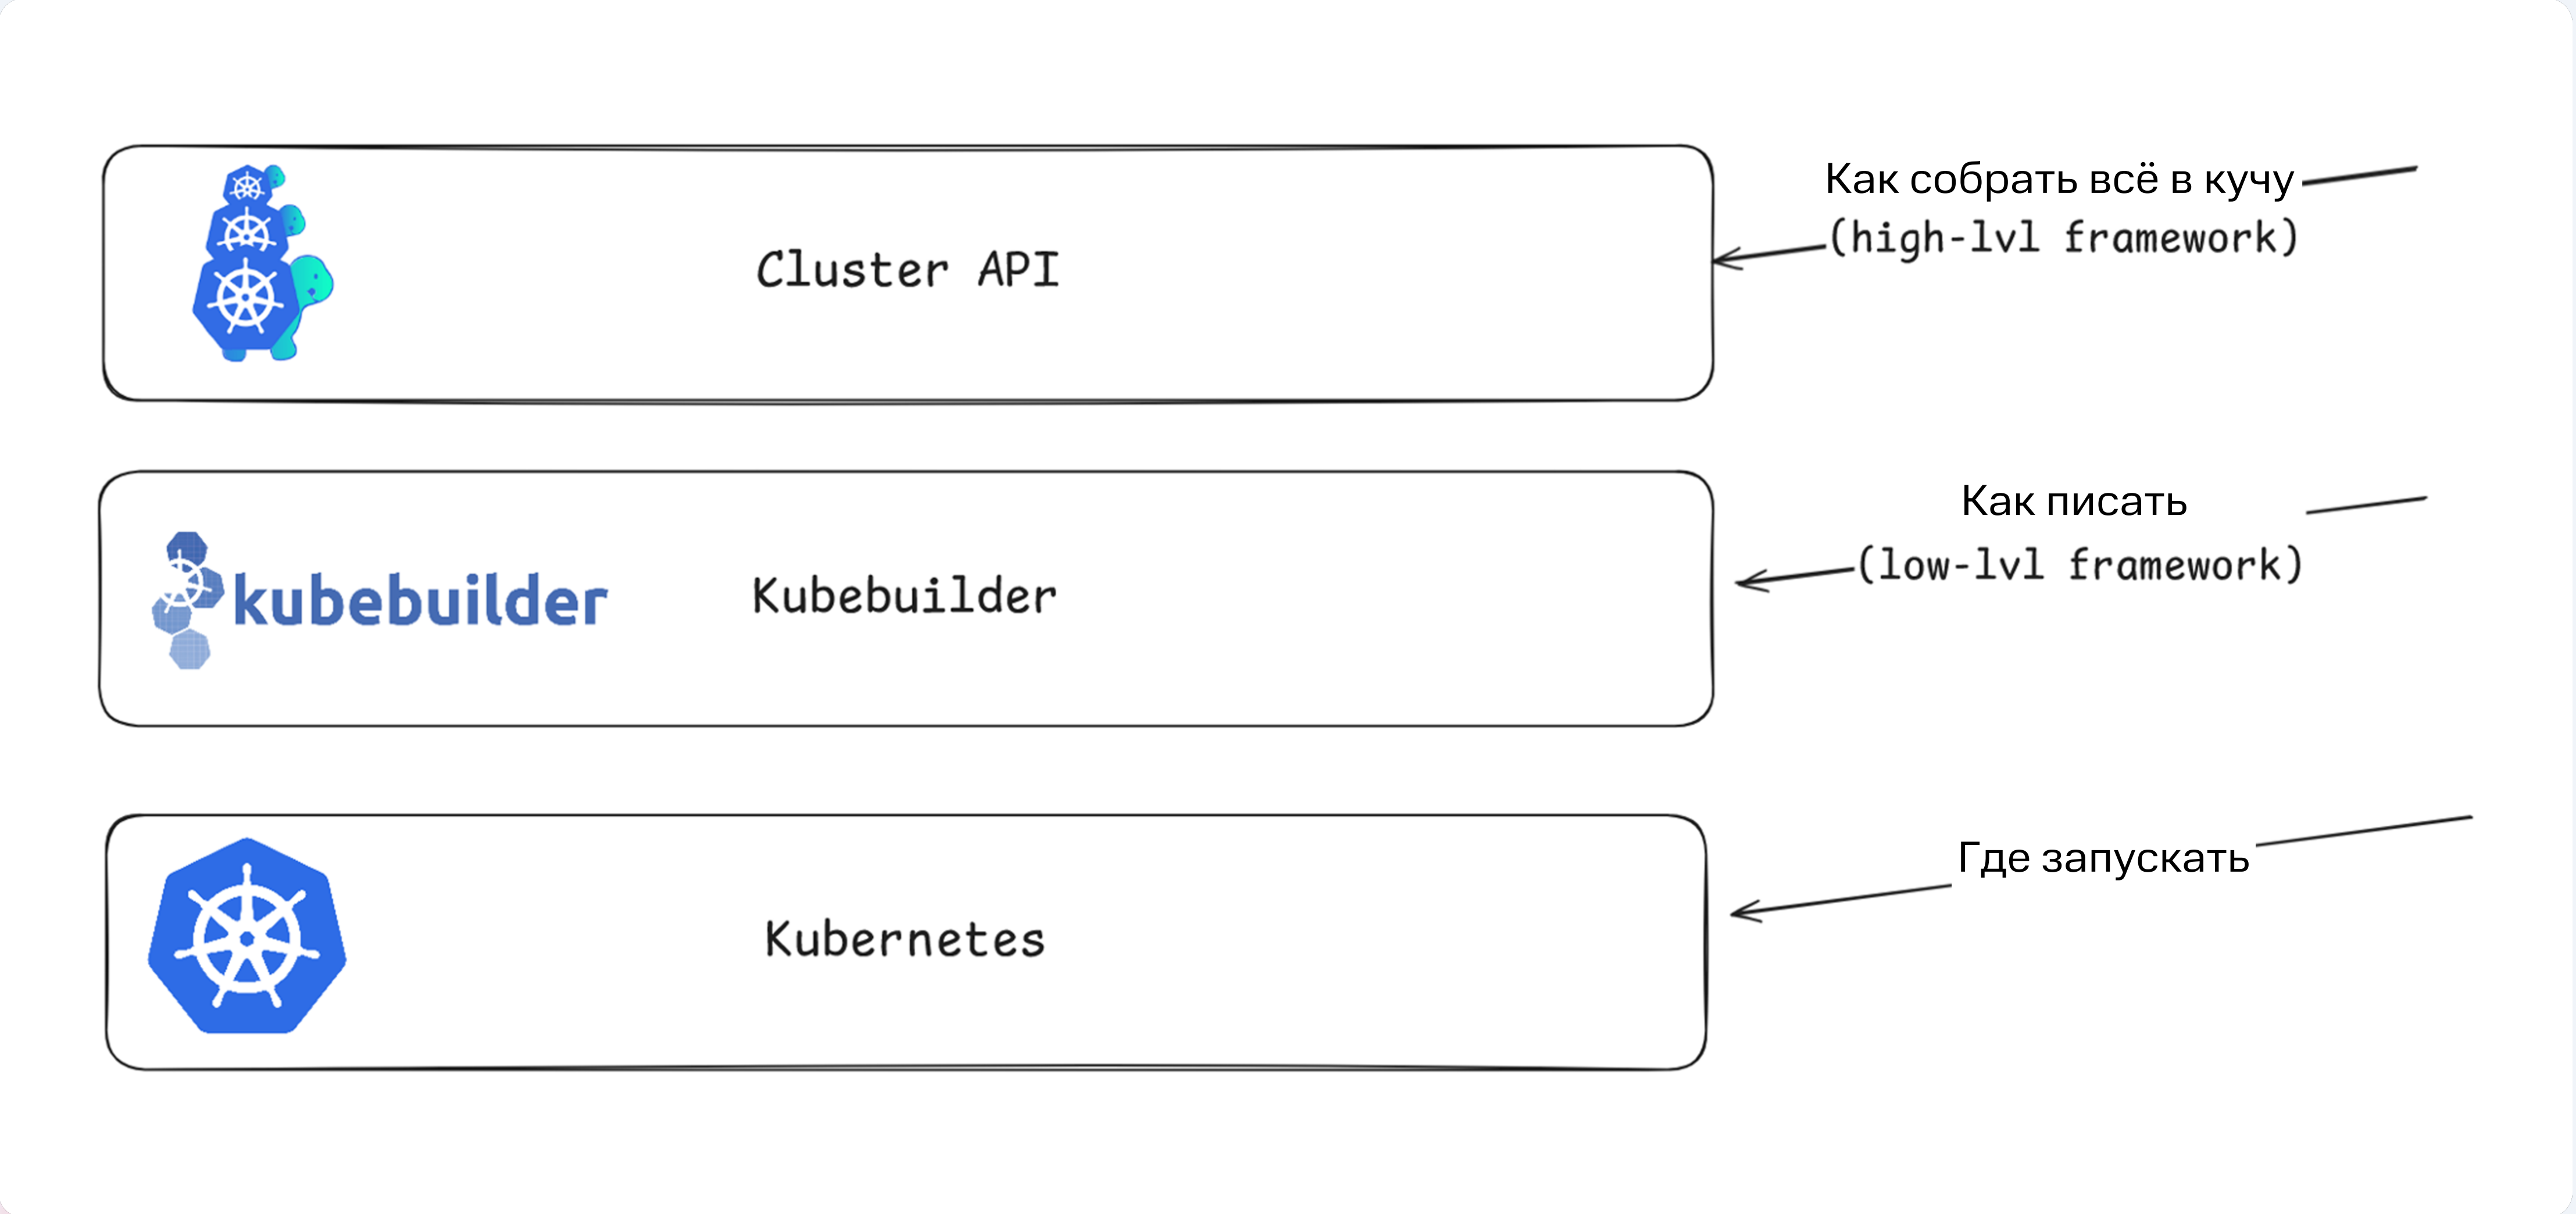 Cluster API
Как собрать всё в кучу
(high-lvl framework)
kubebuilder
Kubebuilder
Как писать
(low-lvl framework)
Kubernetes
Где запускать